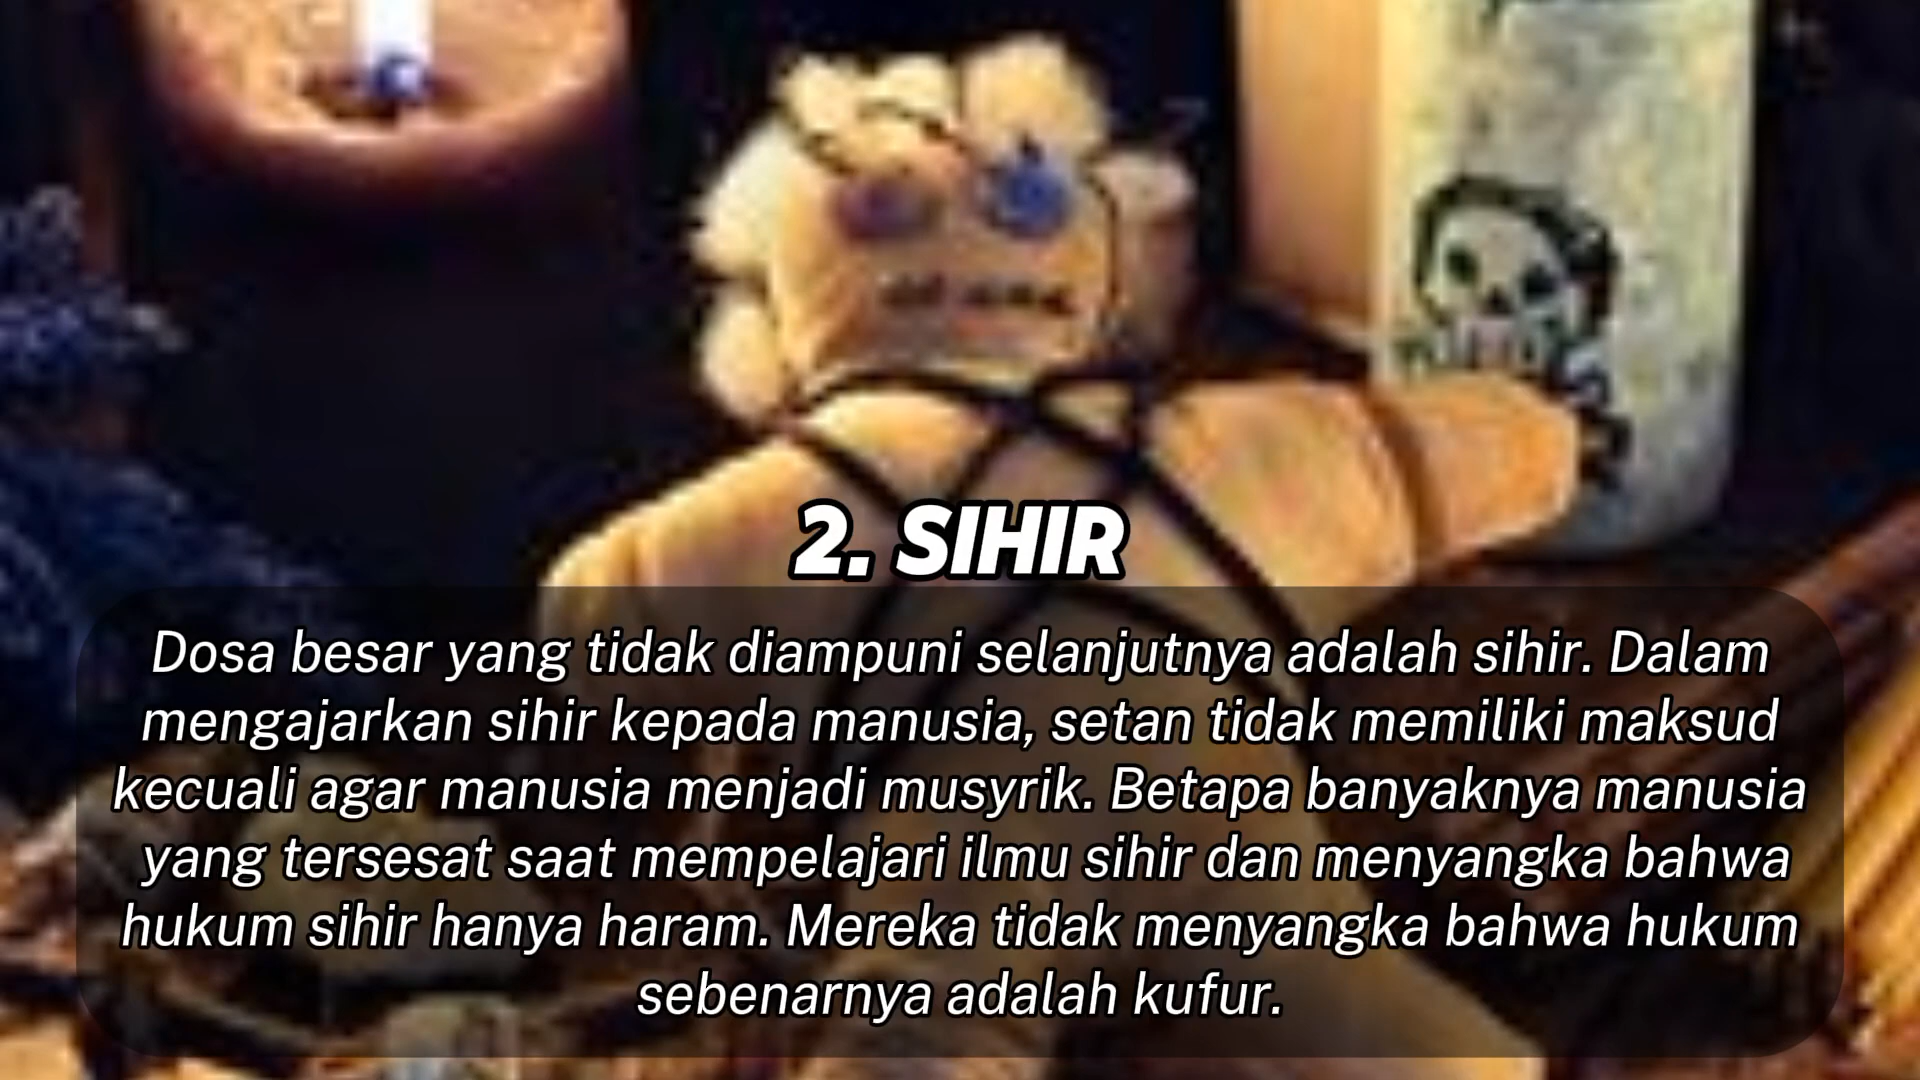 2. SIHIR
Dosa besar yang tidak diampuni selanjutnya adalah sihir. Dalam
mengajarkan sihir kepada manusia, setan tidak memiliki maksud
kecuali agar manusia menjadi musyrik. Betapa banyaknya manusia
yang tersesat saat mempelajari ilmu sihir dan menyangka bahwa
hukum sihir hanya haram. Mereka tidak menyangka bahwa hukum
sebenarnya adalah kufur.